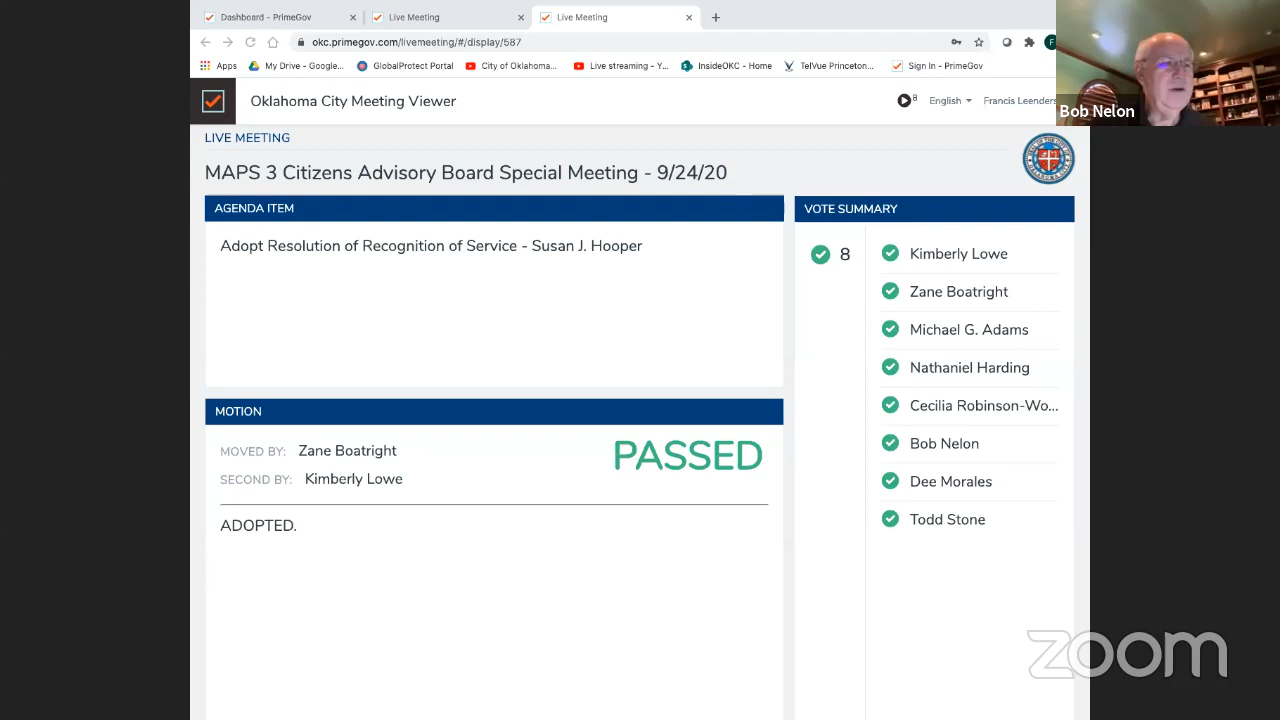 Dashboard - PrimeGov
Live Meeting
Live Meeting
okc.primegov.com/livemeeting/#/display/587
Apps
My Drive - Google...
GlobalProtect Portal
City of Oklahoma...
Live streaming - Y...
InsideOKC - Home
TelVue Princeton...
Sign In - PrimeGov
Oklahoma City Meeting Viewer
8
English
Francis Leenders
Bob Nelon
LIVE MEETING
MAPS 3 Citizens Advisory Board Special Meeting - 9/24/20
AGENDA ITEM
Adopt Resolution of Recognition of Service - Susan J. Hooper
MOTION
MOVED BY: Zane Boatright
SECOND BY: Kimberly Lowe
PASSED
ADOPTED.
VOTE SUMMARY
8
Kimberly Lowe
Zane Boatright
Michael G. Adams
Nathaniel Harding
Cecilia Robinson-Wo...
Bob Nelon
Dee Morales
Todd Stone
zoom